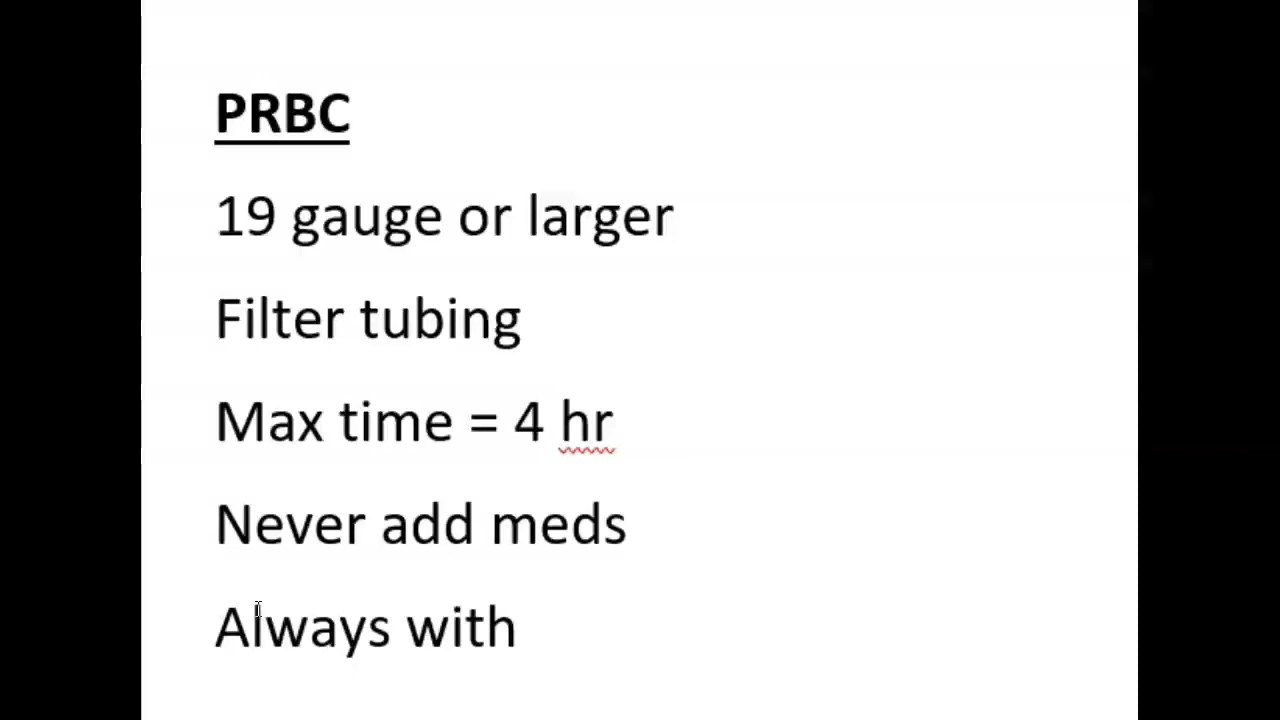 PRBC
19 gauge or larger
Filter tubing
Max time = 4 hr
Never add meds
Always with